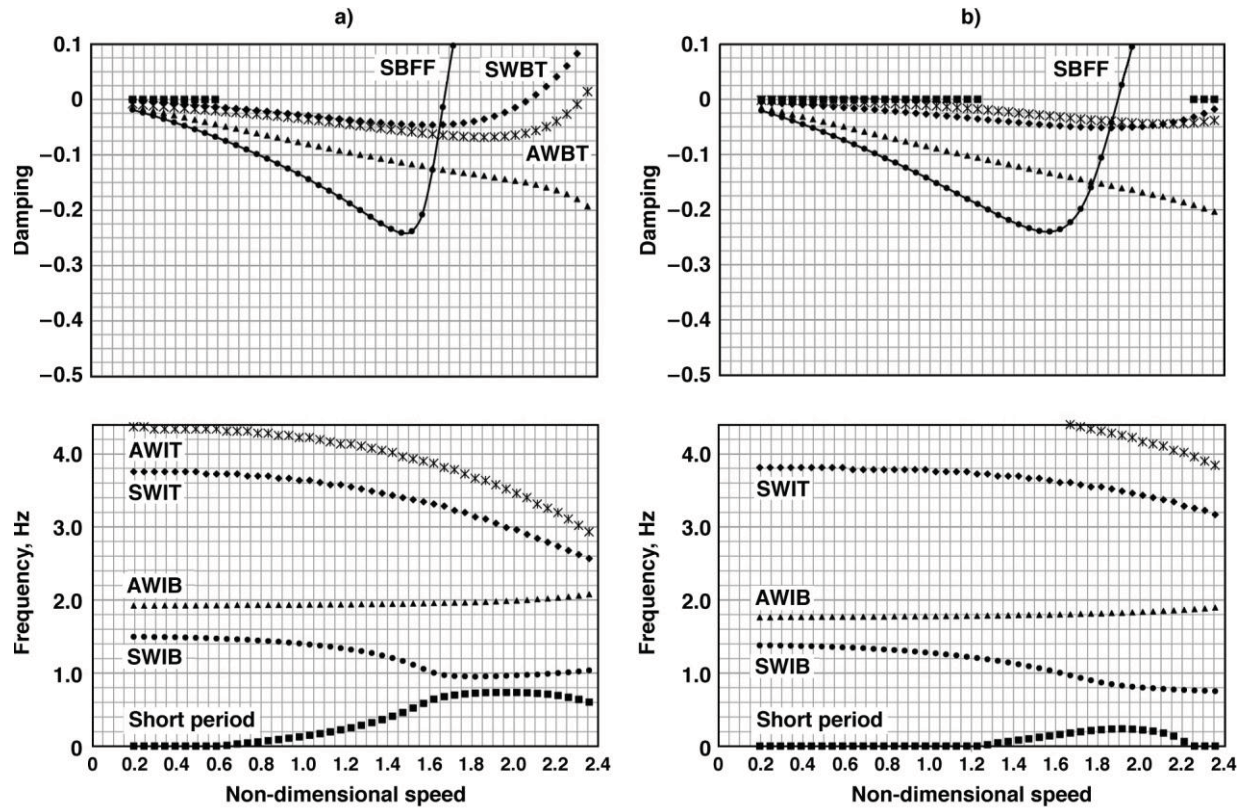 a)
0.1
0
−0.1
−0.2
−0.3
−0.4
−0.5
Damping
SBFF
SWBT
AWBT
4.0
3.0
2.0
1.0
0
Frequency, Hz
AWIT
SWIT
AWIB
SWIB
Short period
0 0.2 0.4 0.6 0.8 1.0 1.2 1.4 1.6 1.8 2.0 2.2 2.4
Non-dimensional speed
b)
0.1
0
−0.1
−0.2
−0.3
−0.4
−0.5
Damping
SBFF
4.0
3.0
2.0
1.0
0
Frequency, Hz
SWIT
AWIB
SWIB
Short period
0 0.2 0.4 0.6 0.8 1.0 1.2 1.4 1.6 1.8 2.0 2.2 2.4
Non-dimensional speed